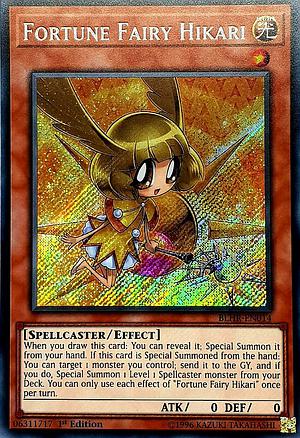 FORTUNE FAIRY HIKARI
光
BLHR-EN014
[SPELLCASTER/EFFECT]
When you draw this card: You can reveal it; Special Summon it
from your hand. If this card is Special Summoned from the hand:
You can target 1 monster you control; send it to the GY, and if
you do, Special Summon 1 Level 1 Spellcaster monster from
your Deck. You can only use each effect of "Fortune Fairy Hikari" once
per turn.
ATK/ 0 DEF/ 0
06311717 1st Edition ©1996 KAZUKI TAKAHASHI